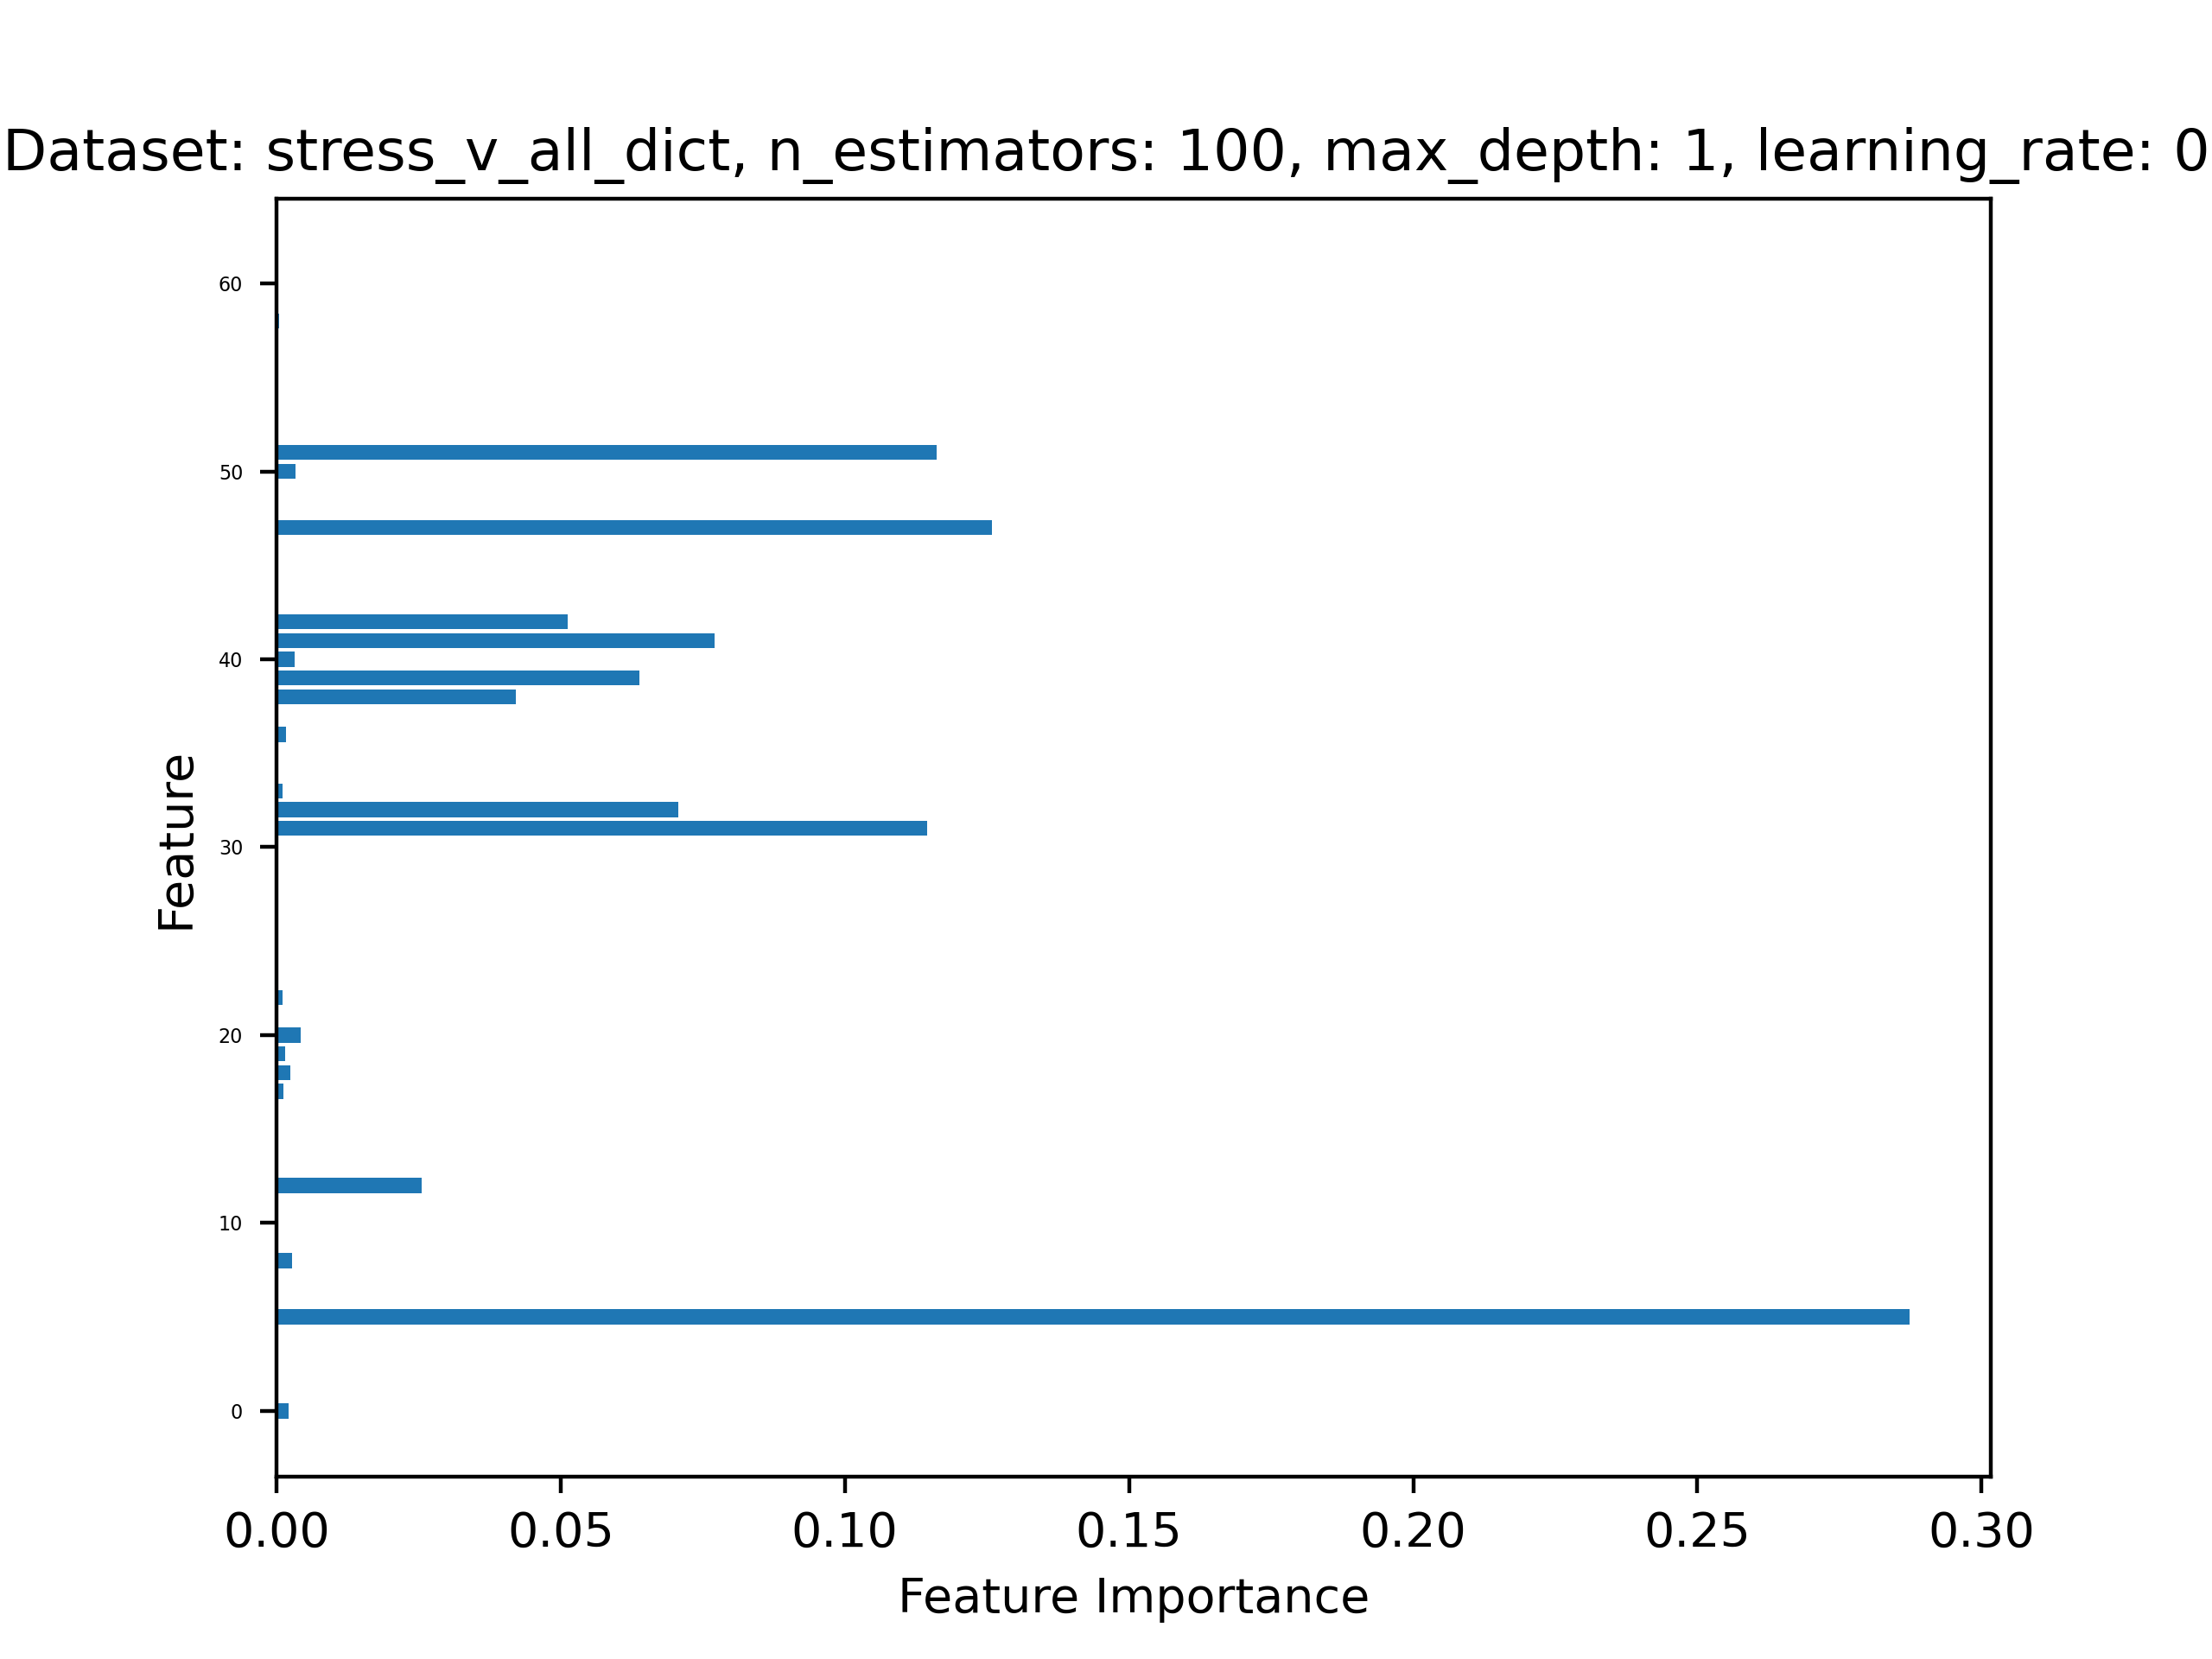 Dataset: stress_v_all_dict, n_estimators: 100, max_depth: 1, learning_rate: 0
60
50
40
30
20
10
0
Feature
0.00 0.05 0.10 0.15 0.20 0.25 0.30
Feature Importance